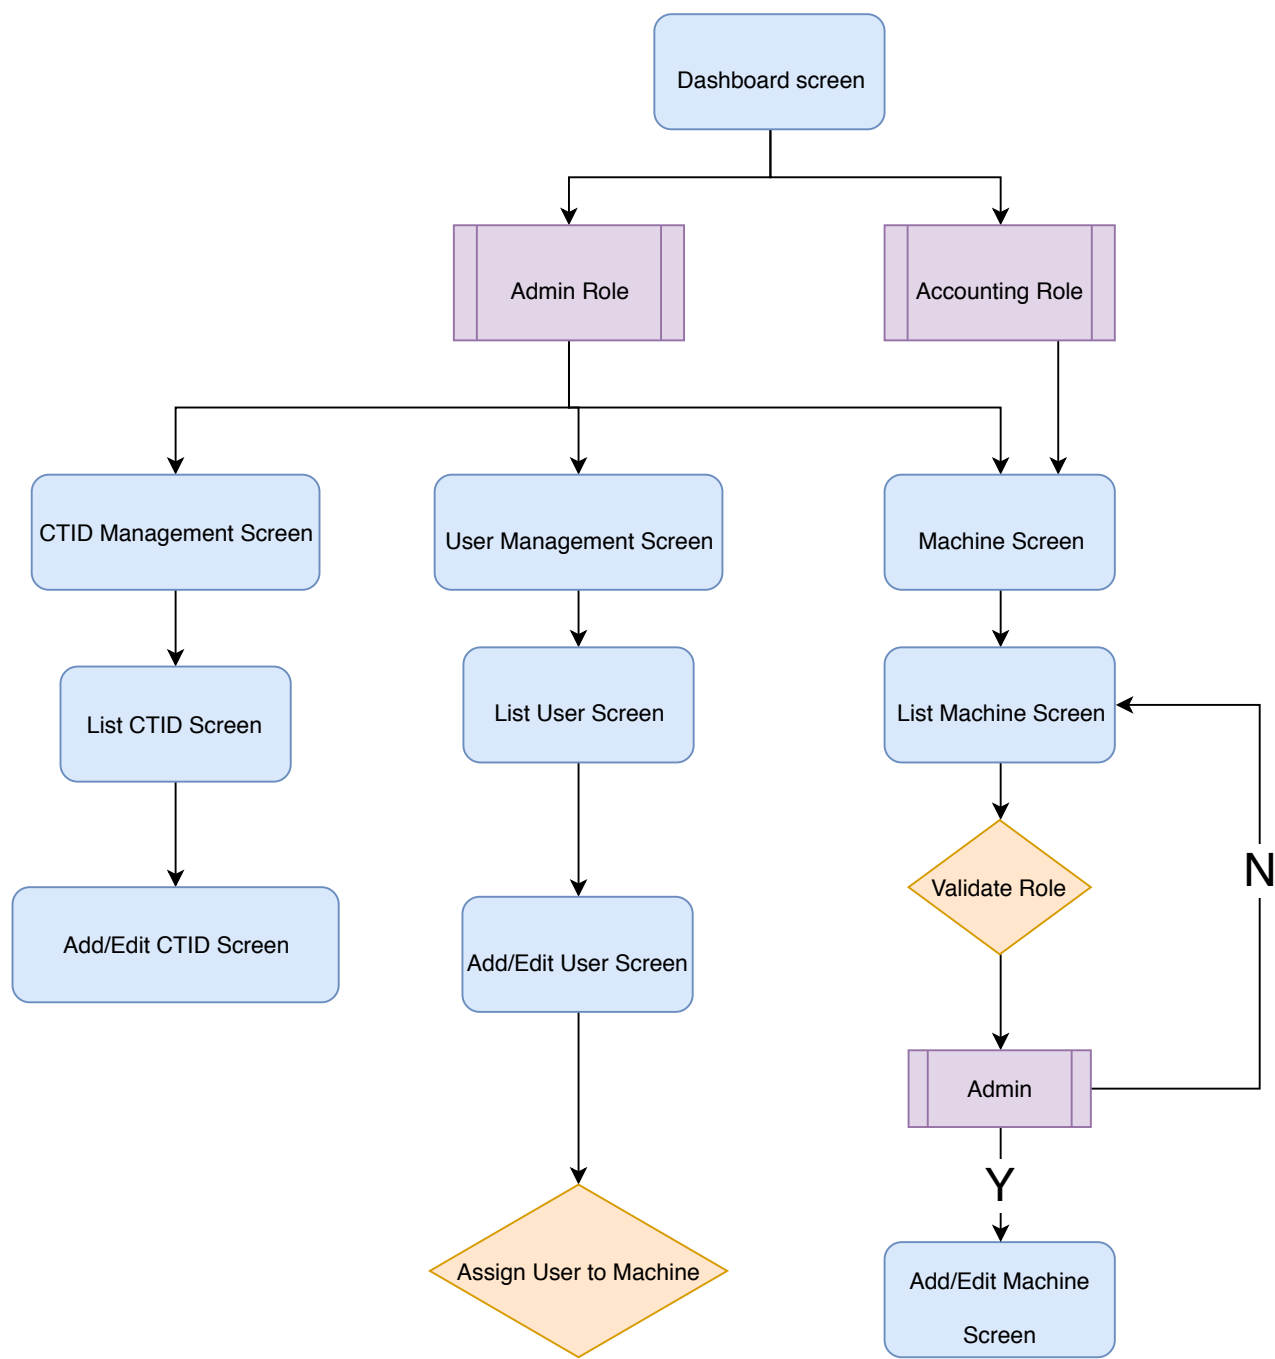 Dashboard screen
Admin Role
Accounting Role
CTID Management Screen
User Management Screen
Machine Screen
List CTID Screen
List User Screen
List Machine Screen
Validate Role
N
Add/Edit CTID Screen
Add/Edit User Screen
Admin
Y
Assign User to Machine
Add/Edit Machine
Screen